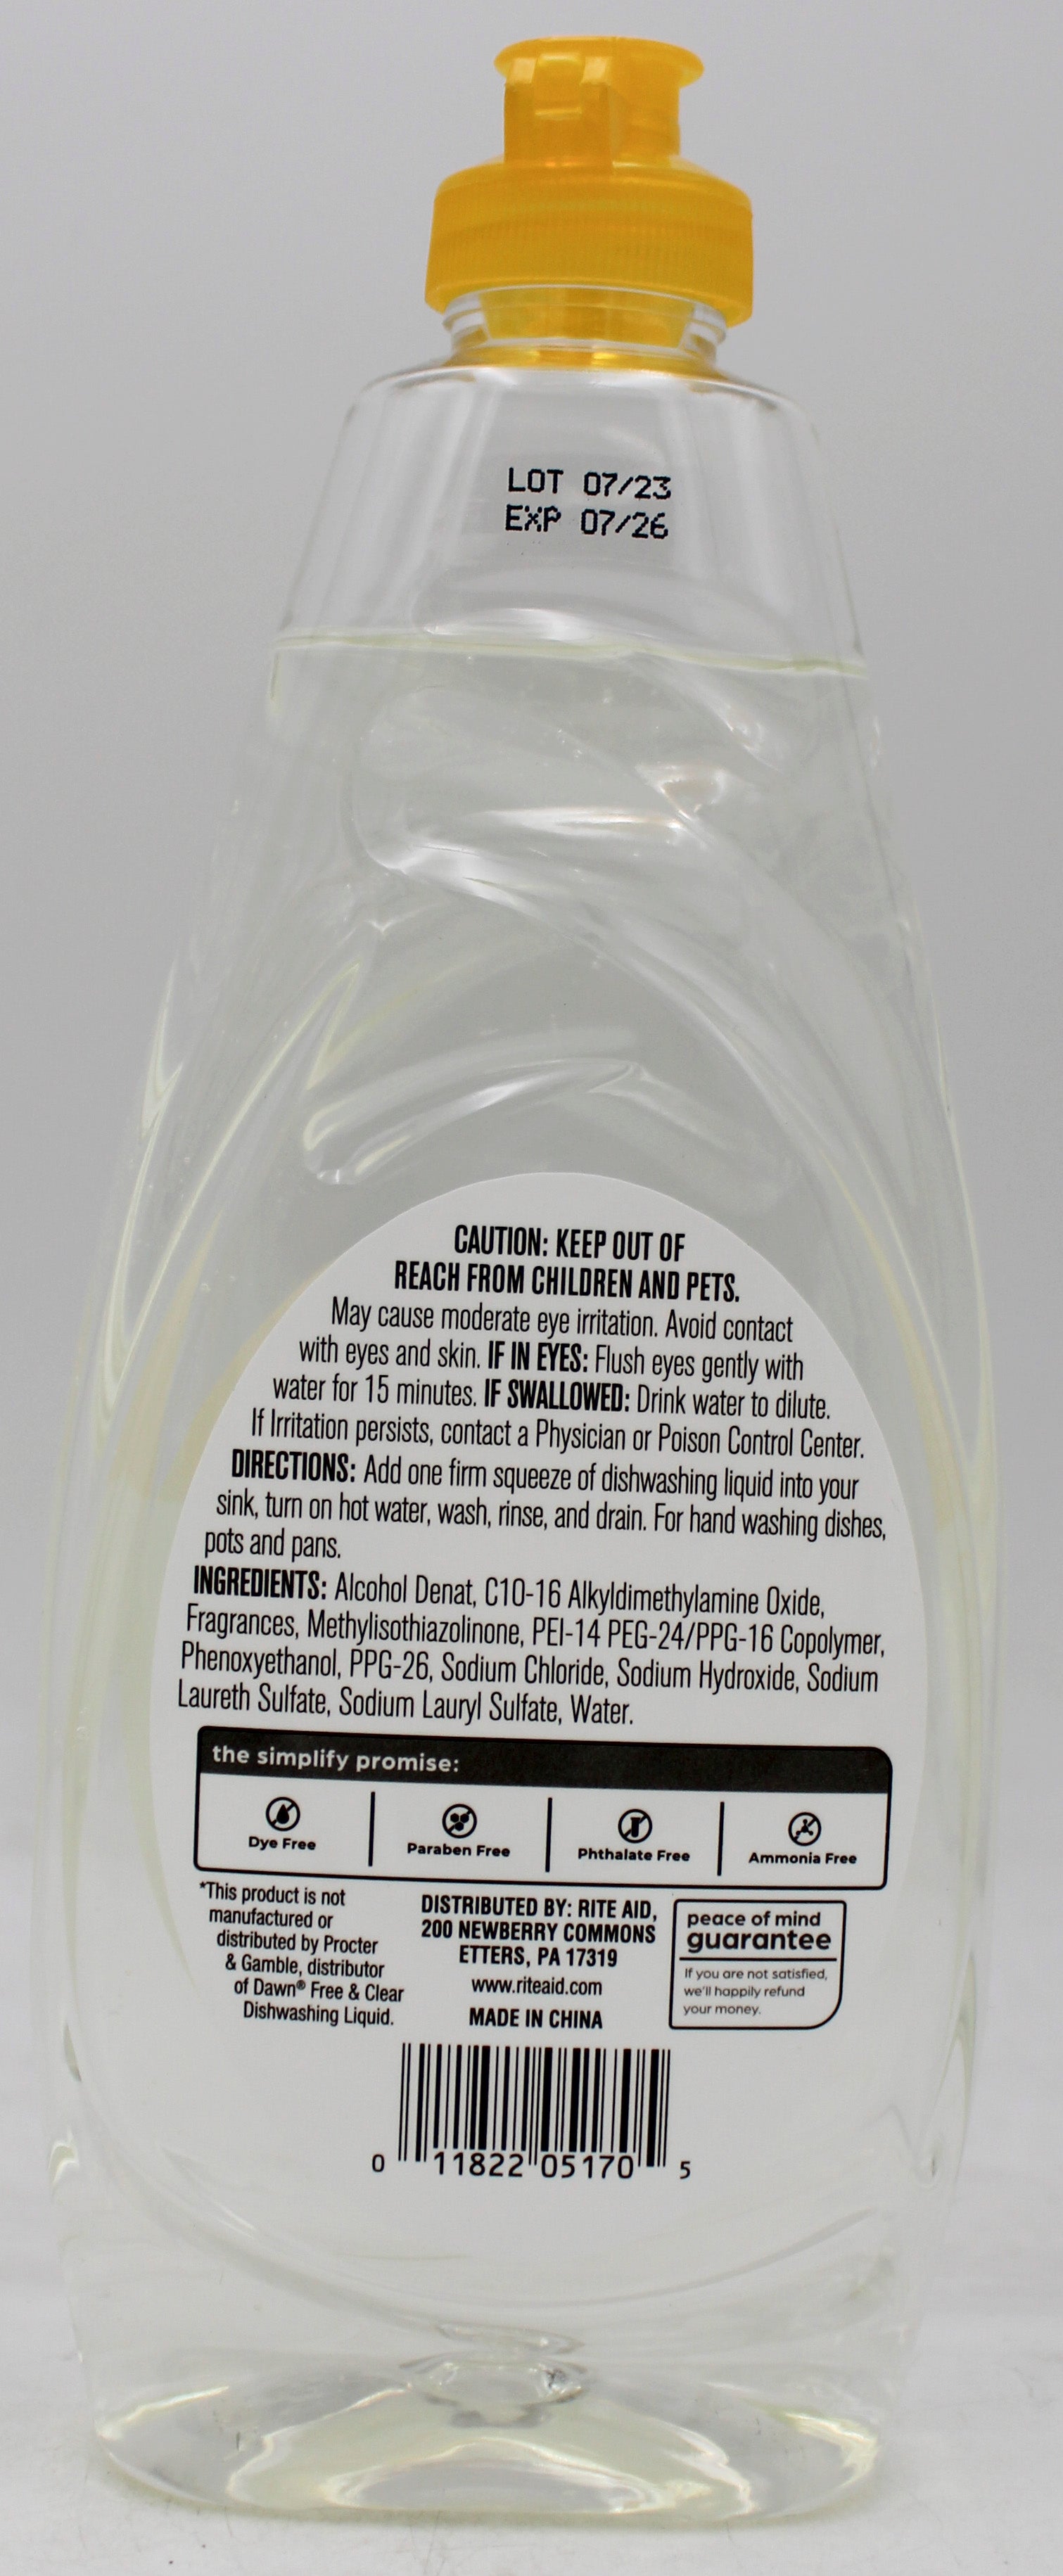 LOT 07/23
EXP 07/26
CAUTION: KEEP OUT OF
REACH FROM CHILDREN AND PETS.
May cause moderate eye irritation. Avoid contact
with eyes and skin. IF IN EYES: Flush eyes gently with
water for 15 minutes. IF SWALLOWED: Drink water to dilute.
If Irritation persists, contact a Physician or Poison Control Center.
DIRECTIONS: Add one firm squeeze of dishwashing liquid into your
sink, turn on hot water, wash, rinse, and drain. For hand washing dishes,
pots and pans.
INGREDIENTS: Alcohol Denat, C10-16 Alkyldimethylamine Oxide,
Fragrances, Methylisothiazolinone, PEI-14 PEG-24/PPG-16 Copolymer,
Phenoxyethanol, PPG-26, Sodium Chloride, Sodium Hydroxide, Sodium
Laureth Sulfate, Sodium Lauryl Sulfate, Water.
the simplify promise:
Dye Free
Paraben Free
Phthalate Free
Ammonia Free
*This product is not
manufactured or
distributed by Procter
& Gamble, distributor
of Dawn® Free & Clear
Dishwashing Liquid.
DISTRIBUTED BY: RITE AID,
200 NEWBERRY COMMONS
ETTERS, PA 17319
www.riteaid.com
MADE IN CHINA
peace of mind
guarantee
If you are not satisfied,
we'll happily refund
your money.
0 11822 05170 5